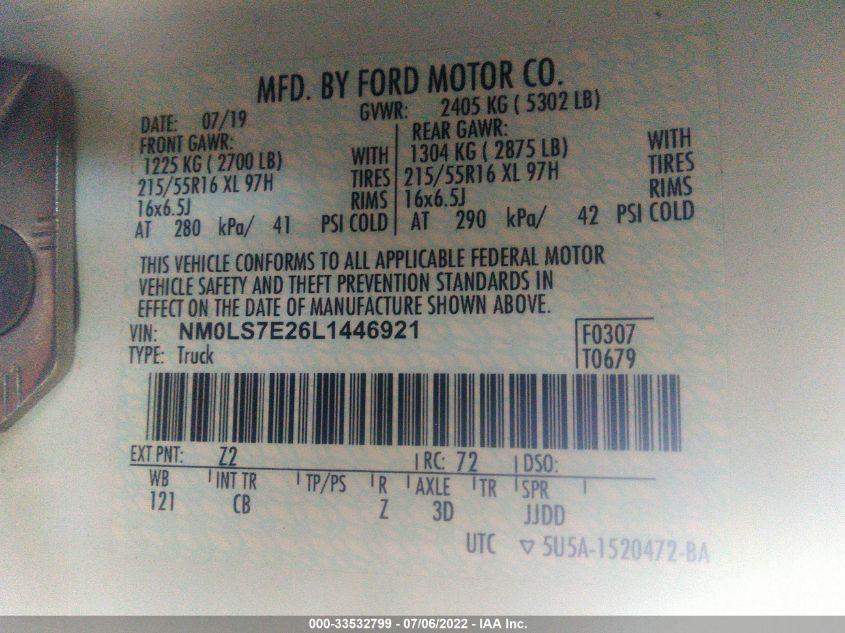 MFD. BY FORD MOTOR CO.
DATE: 07/19 GVWR: 2405 KG ( 5302 LB)
FRONT GAWR: REAR GAWR:
1225 KG ( 2700 LB) WITH 1304 KG ( 2875 LB) WITH
215/55R16 XL 97H TIRES 215/55R16 XL 97H TIRES
16x6.5J RIMS 16x6.5J RIMS
AT 280 kPa/ 41 PSI COLD AT 290 kPa/ 42 PSI COLD
THIS VEHICLE CONFORMS TO ALL APPLICABLE FEDERAL MOTOR
VEHICLE SAFETY AND THEFT PREVENTION STANDARDS IN
EFFECT ON THE DATE OF MANUFACTURE SHOWN ABOVE.
VIN: NM0LS7E26L1446921 F0307
TYPE: Truck T0679
EXT PNT: Z2 RC: 72 DSO:
WB INT TR TP/PS R AXLE TR SPR
121 CB Z 3D JJDD
UTC ▽ 5U5A-1520472-BA
000-33532799 - 07/06/2022 - IAA Inc.